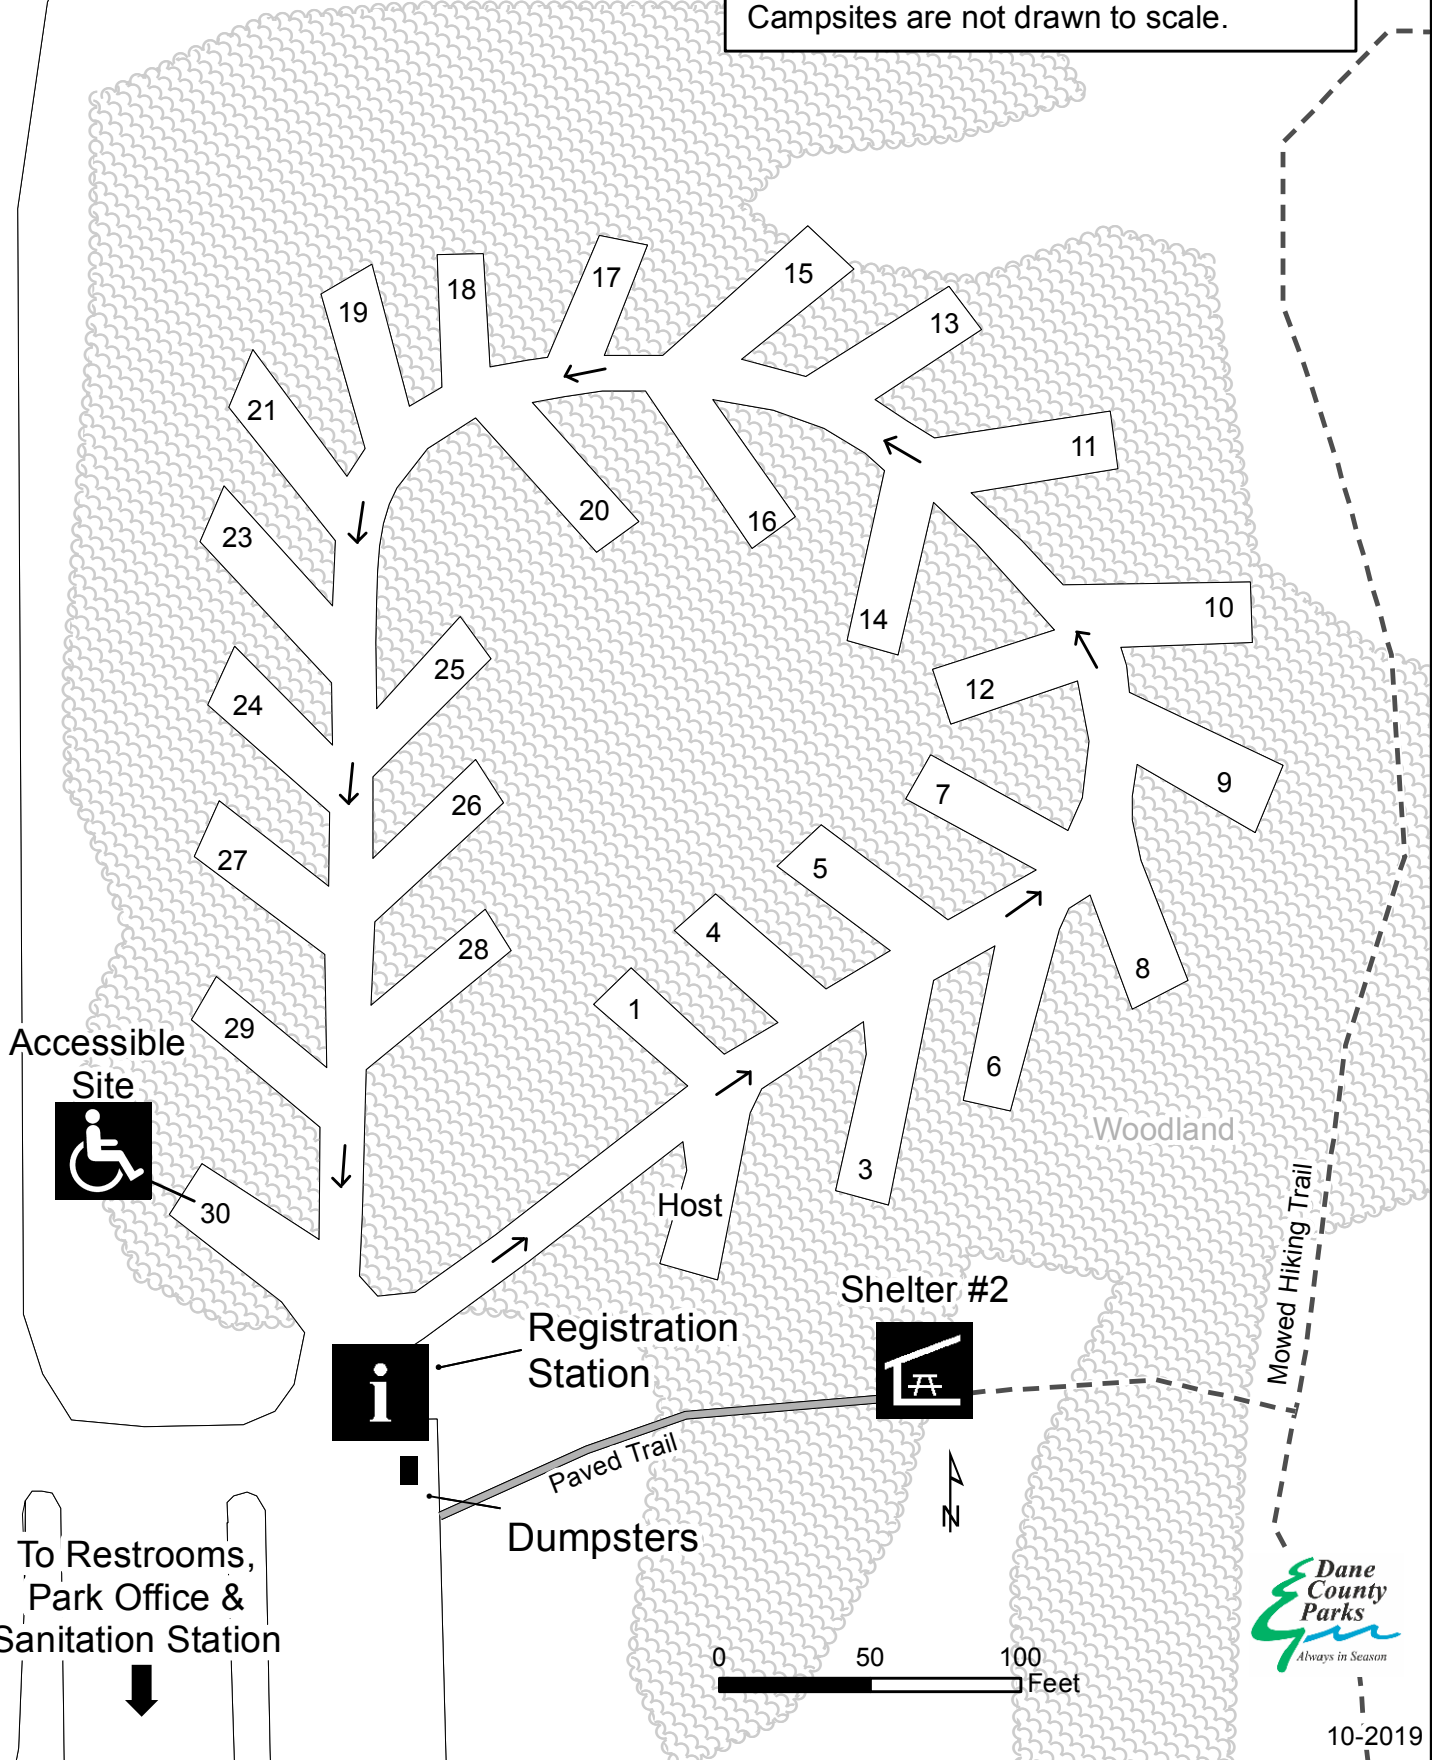 Campsites are not drawn to scale.
17
15
18
19
13
21
11
20
16
23
10
14
25
12
24
9
7
26
27
5
4
28
8
1
29
Accessible
Site
6
Woodland
3
Host
30
Mowed Hiking Trail
Shelter #2
Registration
Station
i
Paved Trail
N
Dumpsters
To Restrooms,
Park Office &
Sanitation Station
Dane
County
Parks
Always in Season
0 50 100
Feet
10-2019